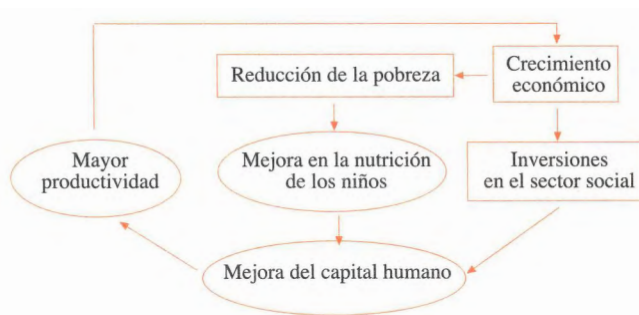 Crecimiento
económico
Reducción de la pobreza
Mayor
productividad
Mejora en la nutrición
de los niños
Inversiones
en el sector social
Mejora del capital humano